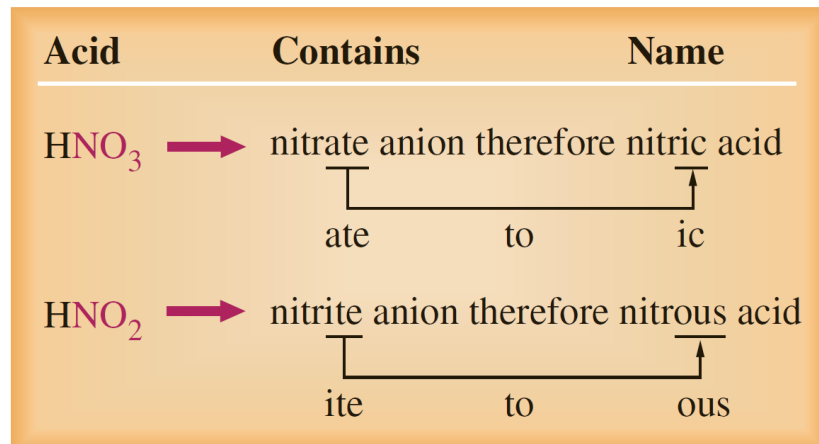 Acid Contains Name
HNO₃ nitrate anion therefore nitric acid
ate to ic
HNO₂ nitrite anion therefore nitrous acid
ite to ous